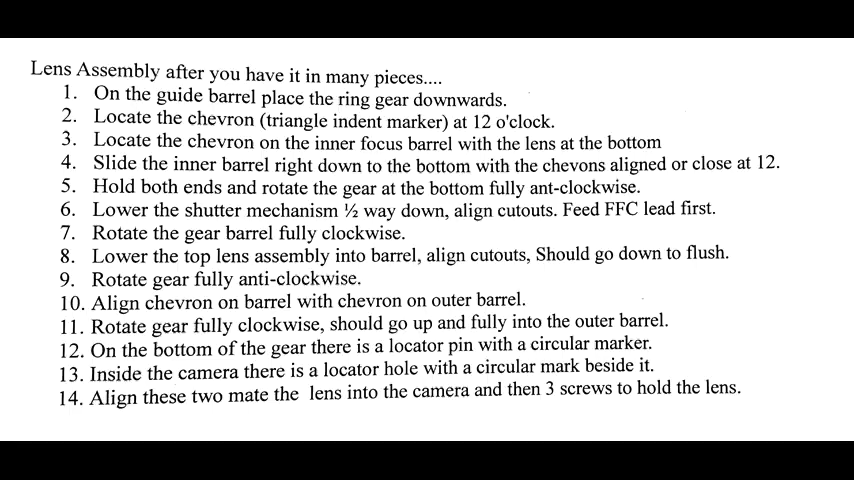 Lens Assembly after you have it in many pieces....
1. On the guide barrel place the ring gear downwards.
2. Locate the chevron (triangle indent marker) at 12 o'clock.
3. Locate the chevron on the inner focus barrel with the lens at the bottom
4. Slide the inner barrel right down to the bottom with the chevons aligned or close at 12.
5. Hold both ends and rotate the gear at the bottom fully ant-clockwise.
6. Lower the shutter mechanism ½ way down, align cutouts. Feed FFC lead first.
7. Rotate the gear barrel fully clockwise.
8. Lower the top lens assembly into barrel, align cutouts, Should go down to flush.
9. Rotate gear fully anti-clockwise.
10. Align chevron on barrel with chevron on outer barrel.
11. Rotate gear fully clockwise, should go up and fully into the outer barrel.
12. On the bottom of the gear there is a locator pin with a circular marker.
13. Inside the camera there is a locator hole with a circular mark beside it.
14. Align these two mate the lens into the camera and then 3 screws to hold the lens.